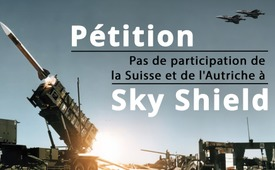 Pétition
Pas de participation de
la Suisse et de l'Autriche à
Sky Shield